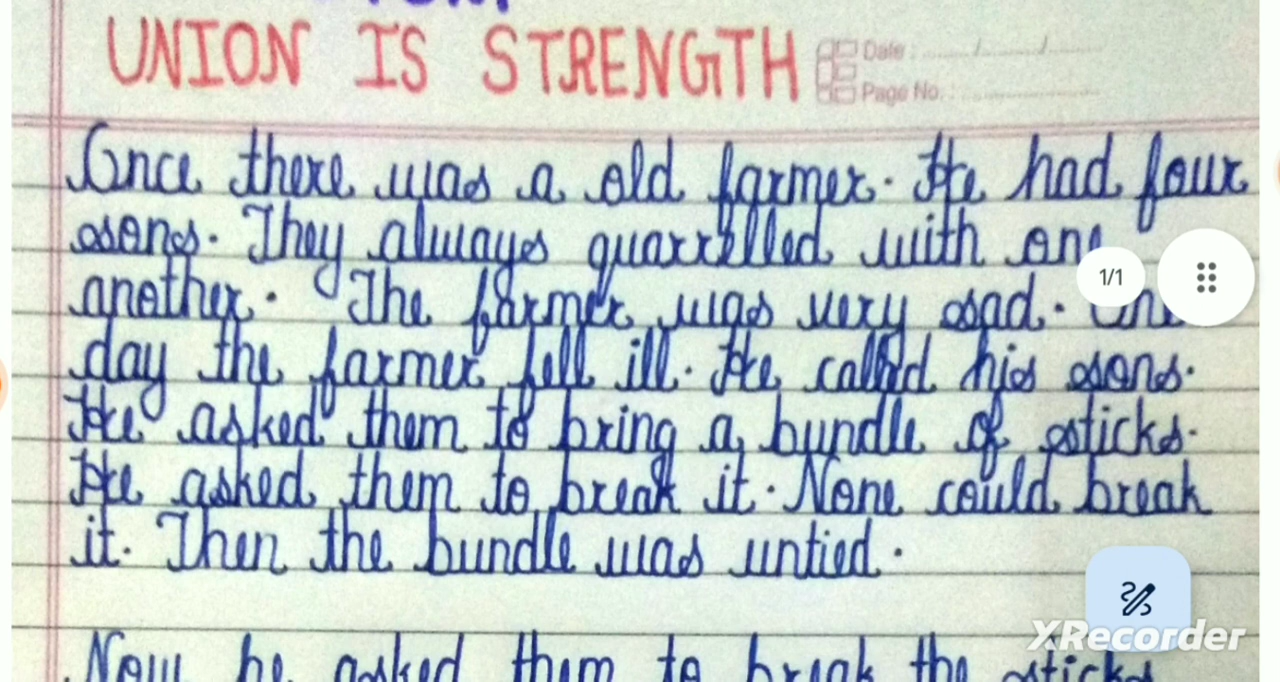 UNION IS STRENGTH
Date : ......../......../........
Page No. : ....................
Once there was a old farmer. He had four
sons. They always quarrelled with one
another. The farmer was very sad. One
day the farmer fell ill. He called his sons.
He asked them to bring a bundle of sticks.
He asked them to break it. None could break
it. Then the bundle was untied.
Now he asked them to break the sticks
1/1
XRecorder